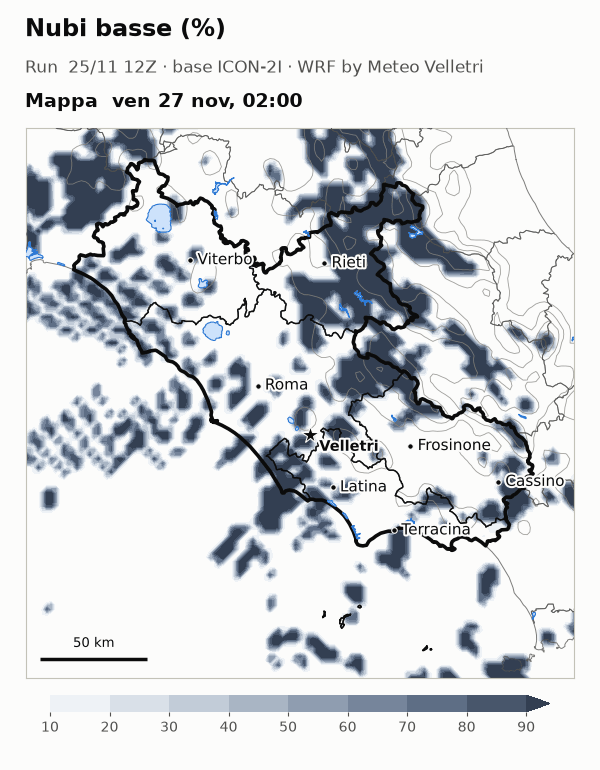 Nubi basse (%)
Run  25/11 12Z · base ICON-2I · WRF by Meteo Velletri
Mappa  ven 27 nov, 02:00
Viterbo
Rieti
Roma
Velletri
Frosinone
Cassino
Latina
Terracina
50 km
10 20 30 40 50 60 70 80 90